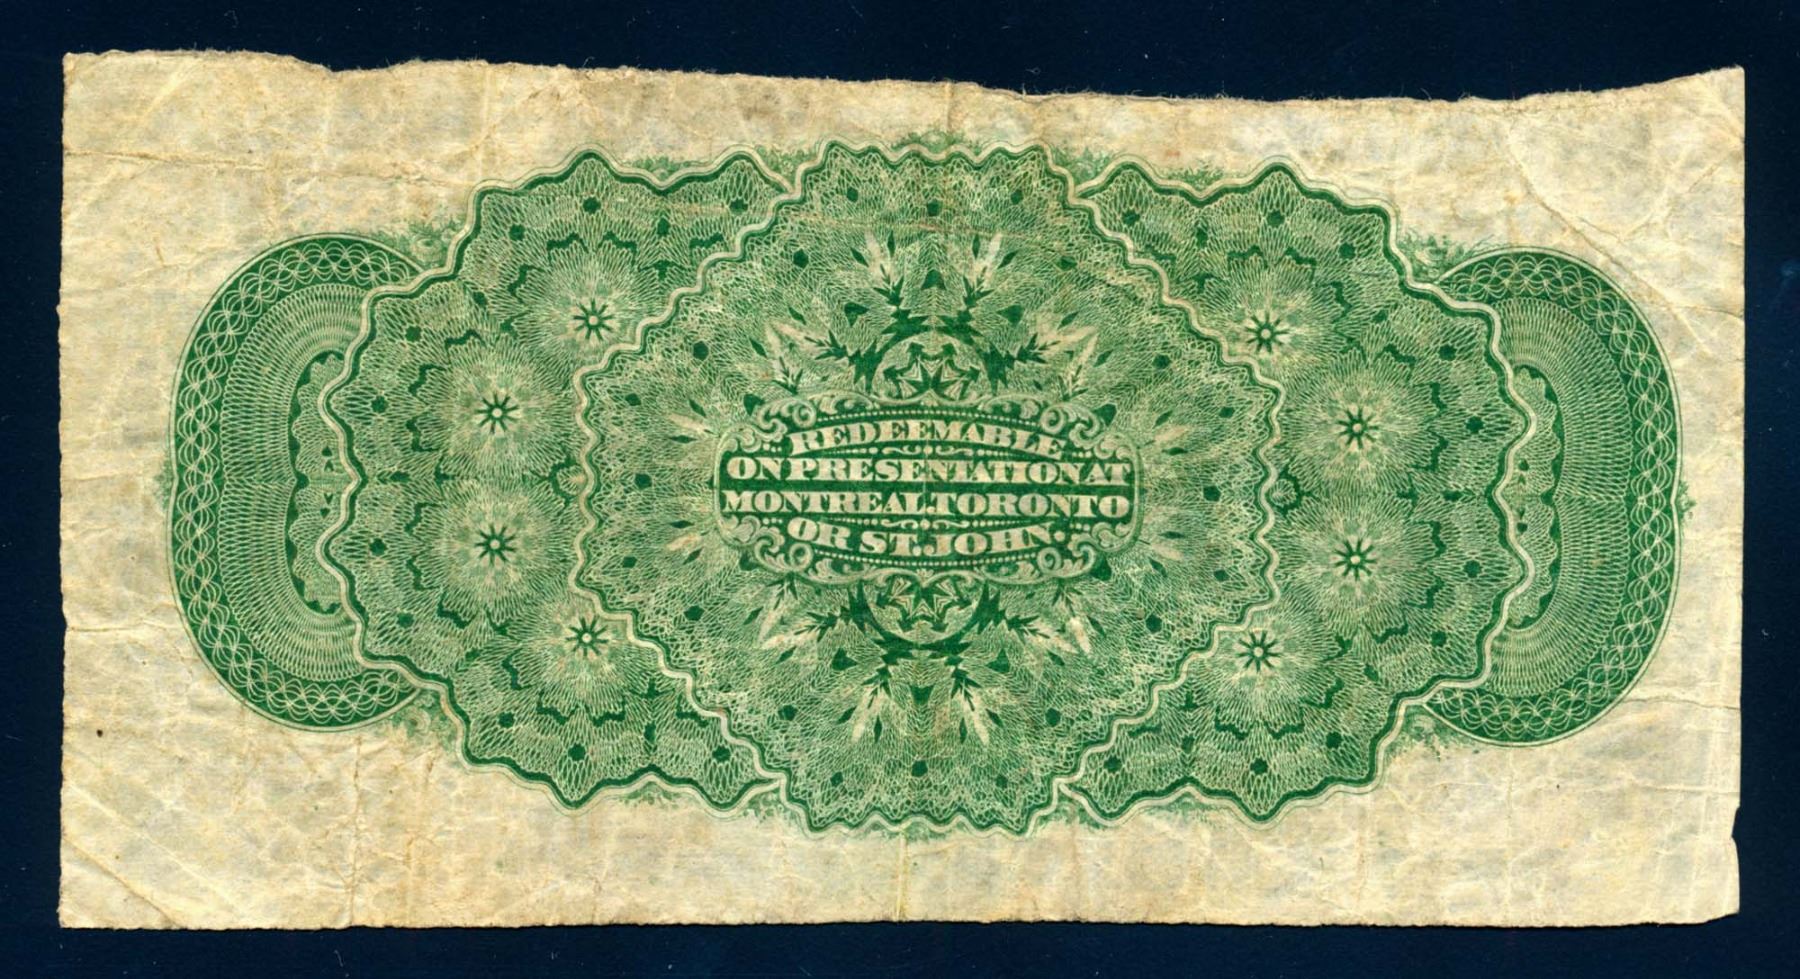 REDEEMABLE
ON PRESENTATION AT
MONTREAL.TORONTO
OR ST.JOHN.